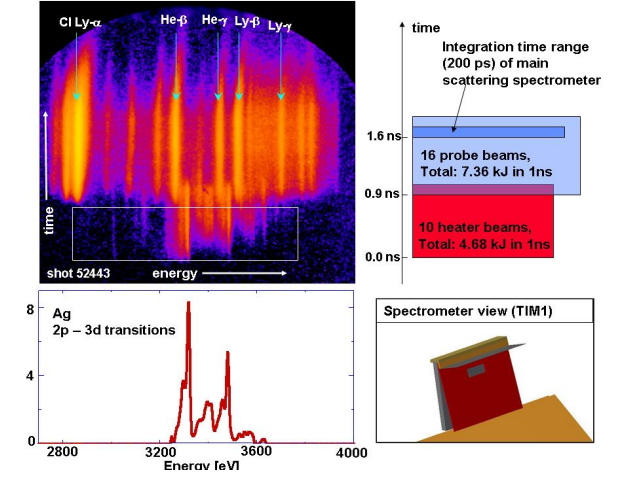 Cl Ly-α
He-β
He-γ
Ly-β
Ly-γ
time
shot 52443
energy
time
Integration time range
(200 ps) of main
scattering spectrometer
1.6 ns
16 probe beams,
Total: 7.36 kJ in 1ns
0.9 ns
10 heater beams,
Total: 4.68 kJ in 1ns
0.0 ns
8
4
0
Ag
2p – 3d transitions
2800
3200
3600
4000
Energy [eV]
Spectrometer view (TIM1)